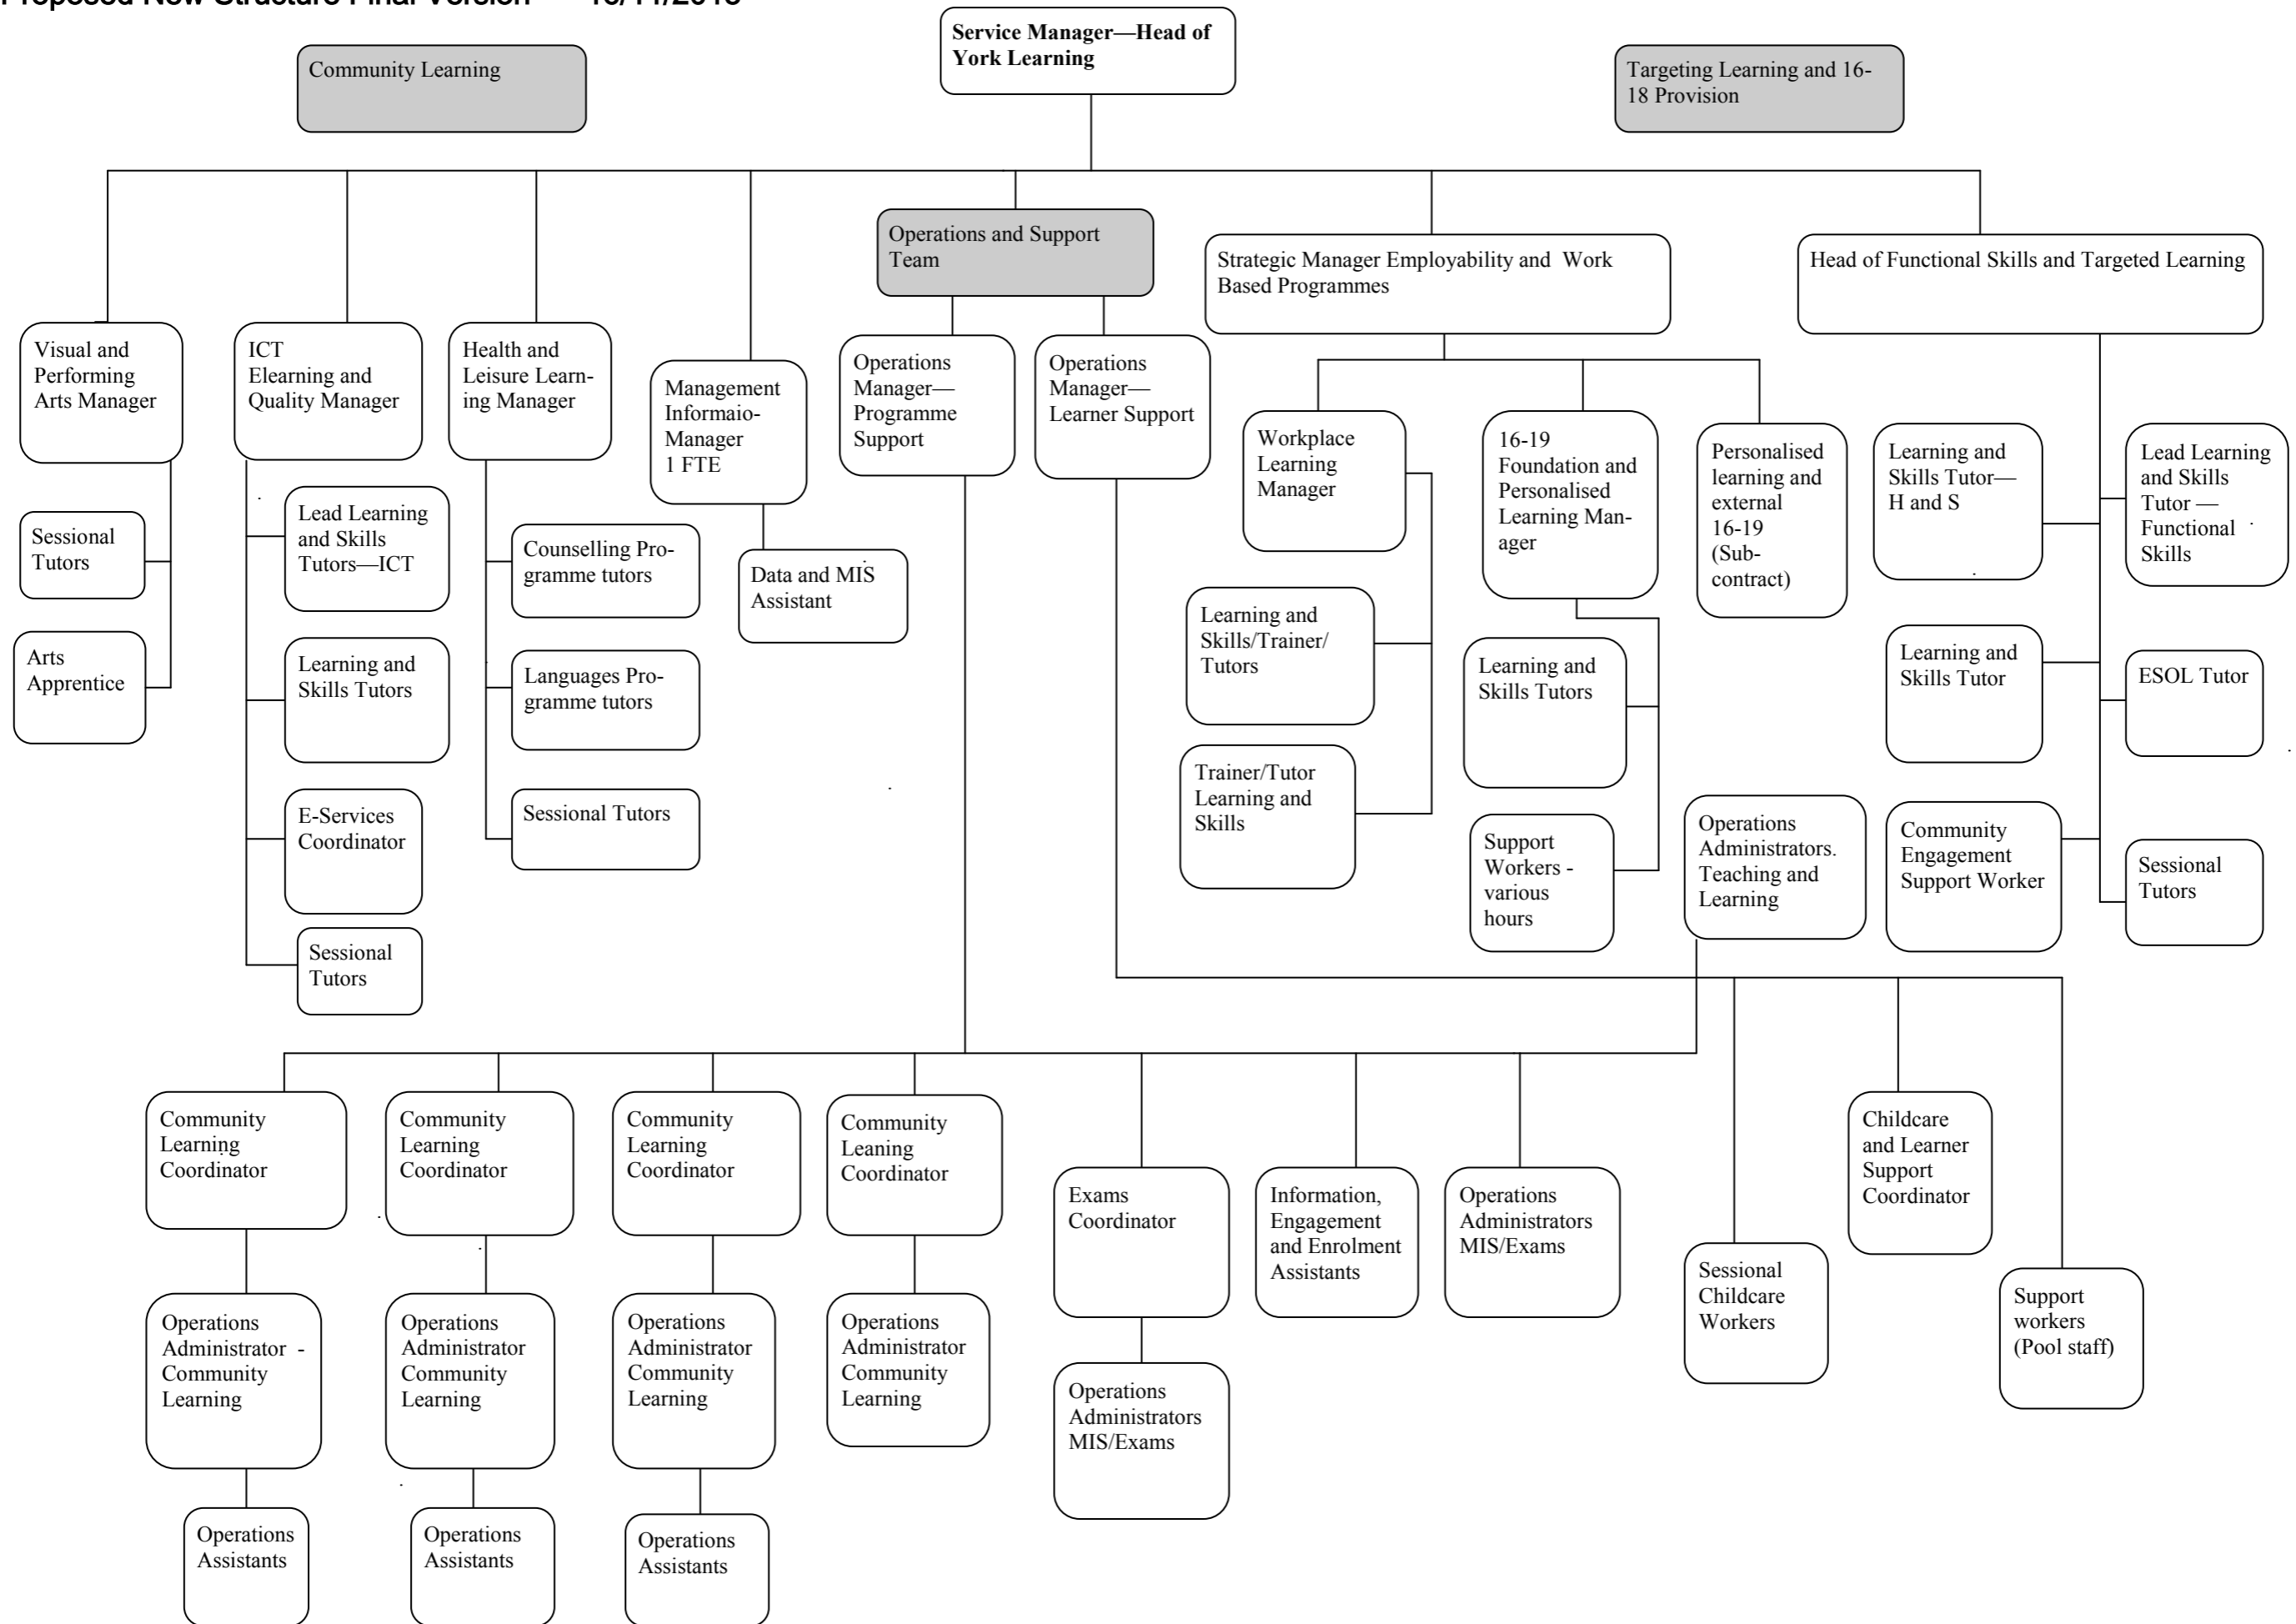 Proposed New Structure Final Version
Service Manager—Head of
York Learning
Community Learning
Targeting Learning and 16-
18 Provision
Operations and Support
Team
Strategic Manager Employability and  Work
Based Programmes
Head of Functional Skills and Targeted Learning
Visual and
Performing
Arts Manager
ICT
Elearning and
Quality Manager
Health and
Leisure Learn-
ing Manager
Management
Informaio-
Manager
1 FTE
Operations
Manager—
Programme
Support
Operations
Manager—
Learner Support
Workplace
Learning
Manager
16-19
Foundation and
Personalised
Learning Man-
ager
Personalised
learning and
external
16-19
(Sub-
contract)
Learning and
Skills Tutor—
H and S
Lead Learning
and Skills
Tutor —
Functional
Skills
Sessional
Tutors
Lead Learning
and Skills
Tutors—ICT
Counselling Pro-
gramme tutors
Data and MIS
Assistant
Learning and
Skills/Trainer/
Tutors
Learning and
Skills Tutors
Learning and
Skills Tutor
ESOL Tutor
Arts
Apprentice
Learning and
Skills Tutors
Languages Pro-
gramme tutors
Trainer/Tutor
Learning and
Skills
E-Services
Coordinator
Sessional Tutors
Support
Workers -
various
hours
Operations
Administrators.
Teaching and
Learning
Community
Engagement
Support Worker
Sessional
Tutors
Sessional
Tutors
Community
Learning
Coordinator
Community
Learning
Coordinator
Community
Learning
Coordinator
Community
Leaning
Coordinator
Exams
Coordinator
Information,
Engagement
and Enrolment
Assistants
Operations
Administrators
MIS/Exams
Childcare
and Learner
Support
Coordinator
Sessional
Childcare
Workers
Support
workers
(Pool staff)
Operations
Administrator  -
Community
Learning
Operations
Administrator
Community
Learning
Operations
Administrator
Community
Learning
Operations
Administrator
Community
Learning
Operations
Administrators
MIS/Exams
Operations
Assistants
Operations
Assistants
Operations
Assistants